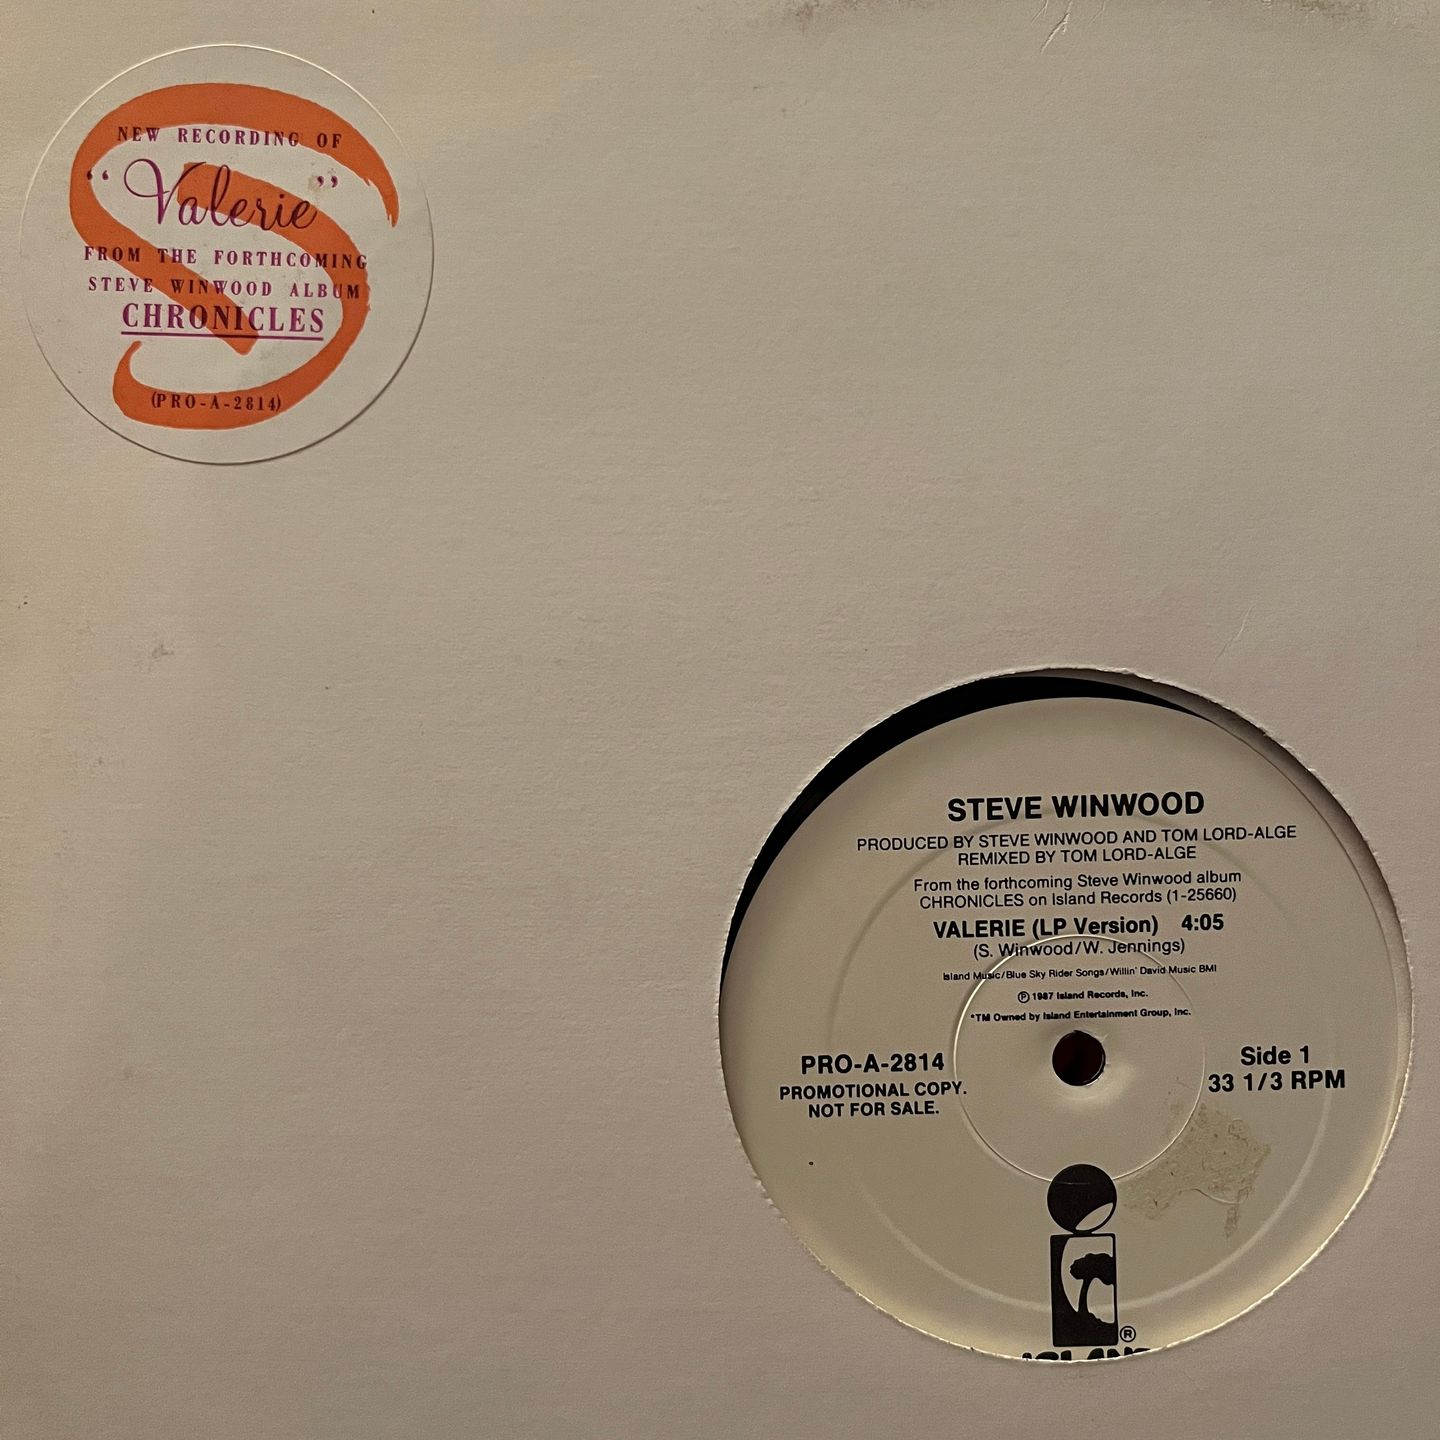 NEW RECORDING OF
“Valerie”
FROM THE FORTHCOMING
STEVE WINWOOD ALBUM
CHRONICLES
(PRO-A-2814)
STEVE WINWOOD
PRODUCED BY STEVE WINWOOD AND TOM LORD-ALGE
REMIXED BY TOM LORD-ALGE
From the forthcoming Steve Winwood album
CHRONICLES on Island Records (1-25660)
VALERIE (LP Version) 4:05
(S. Winwood/W. Jennings)
Island Music/Blue Sky Rider Songs/Willin' David Music BMI
Ⓟ 1987 Island Records, Inc.
*TM Owned by Island Entertainment Group, Inc.
PRO-A-2814
PROMOTIONAL COPY.
NOT FOR SALE.
Side 1
33 1/3 RPM
®
ISLAND